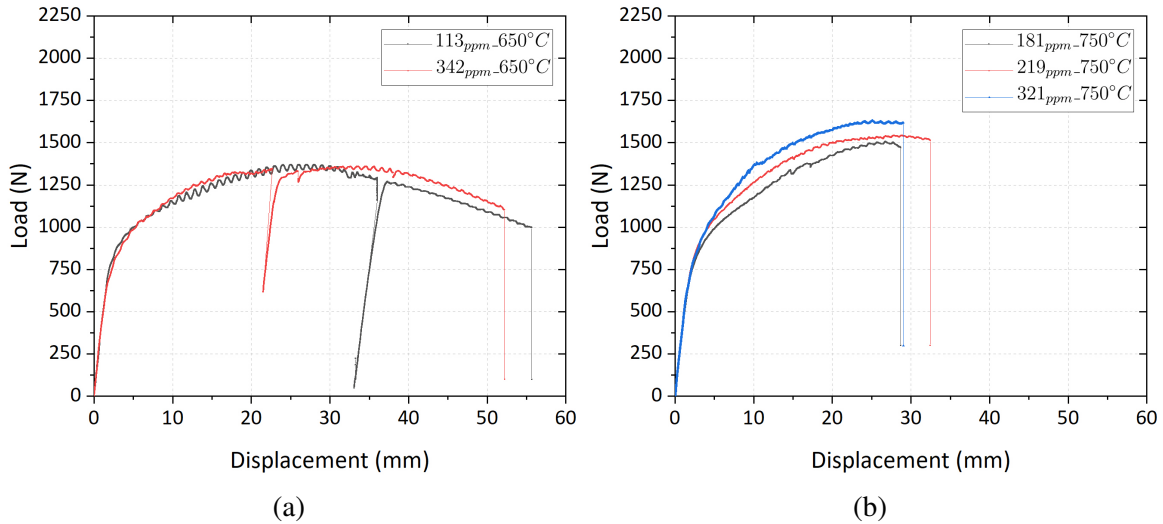 2250
2000
1750
1500
1250
1000
750
500
250
0
Load (N)
113ppm_650°C
342ppm_650°C
0 10 20 30 40 50 60
Displacement (mm)
(a)
2250
2000
1750
1500
1250
1000
750
500
250
0
Load (N)
181ppm_750°C
219ppm_750°C
321ppm_750°C
0 10 20 30 40 50 60
Displacement (mm)
(b)